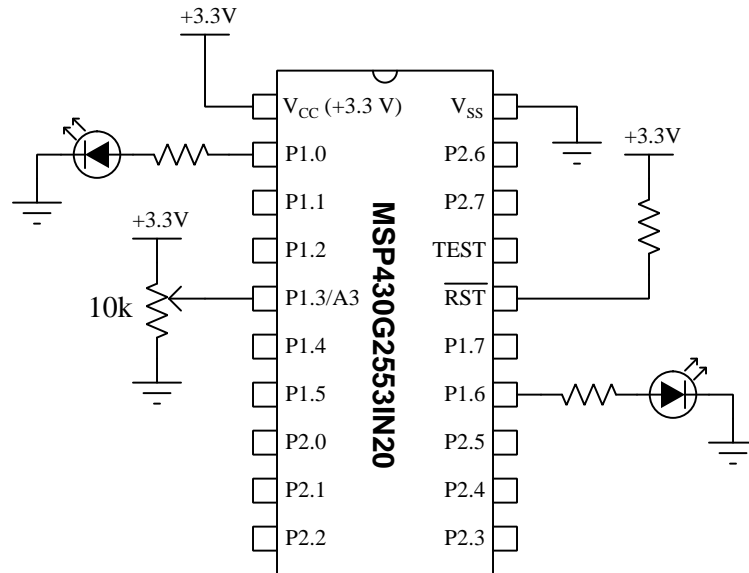 +3.3V
V_CC (+3.3 V)
V_SS
P1.0
P2.6
+3.3V
P1.1
P2.7
+3.3V
P1.2
TEST
10k
P1.3/A3
RST
P1.4
P1.7
P1.5
P1.6
P2.0
P2.5
P2.1
P2.4
P2.2
P2.3
MSP430G2553IN20